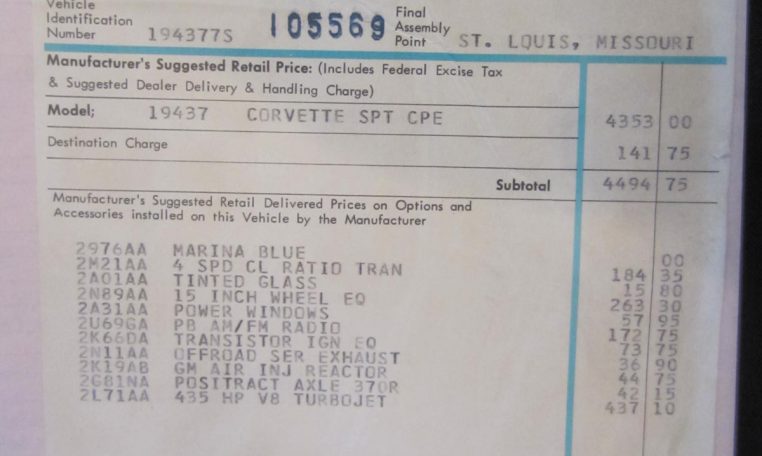 Vehicle
Identification
Number 194377S 105569 Final
Assembly
Point ST. LQUIS, MISSOURI
Manufacturer's Suggested Retail Price: (Includes Federal Excise Tax
& Suggested Dealer Delivery & Handling Charge)
Model; 19437 CORVETTE SPT CPE 4353 00
Destination Charge 141 75
Subtotal 4494 75
Manufacturer's Suggested Retail Delivered Prices on Options and
Accessories installed on this Vehicle by the Manufacturer
2976AA MARINA BLUE 00
2M21AA 4 SPD CL RATIO TRAN 184 35
2A01AA TINTED GLASS 15 80
2N89AA 15 INCH WHEEL EQ 263 30
2A31AA POWER WINDOWS 57 95
2U69GA PB AM/FM RADIO 172 75
2K66DA TRANSISTOR IGN EQ 73 75
2N11AA OFFROAD SER EXHAUST 36 90
2K19AB GM AIR INJ REACTOR 44 75
2G81NA POSITRACT AXLE 370R 42 15
2L71AA 435 HP V8 TURBOJET 437 10